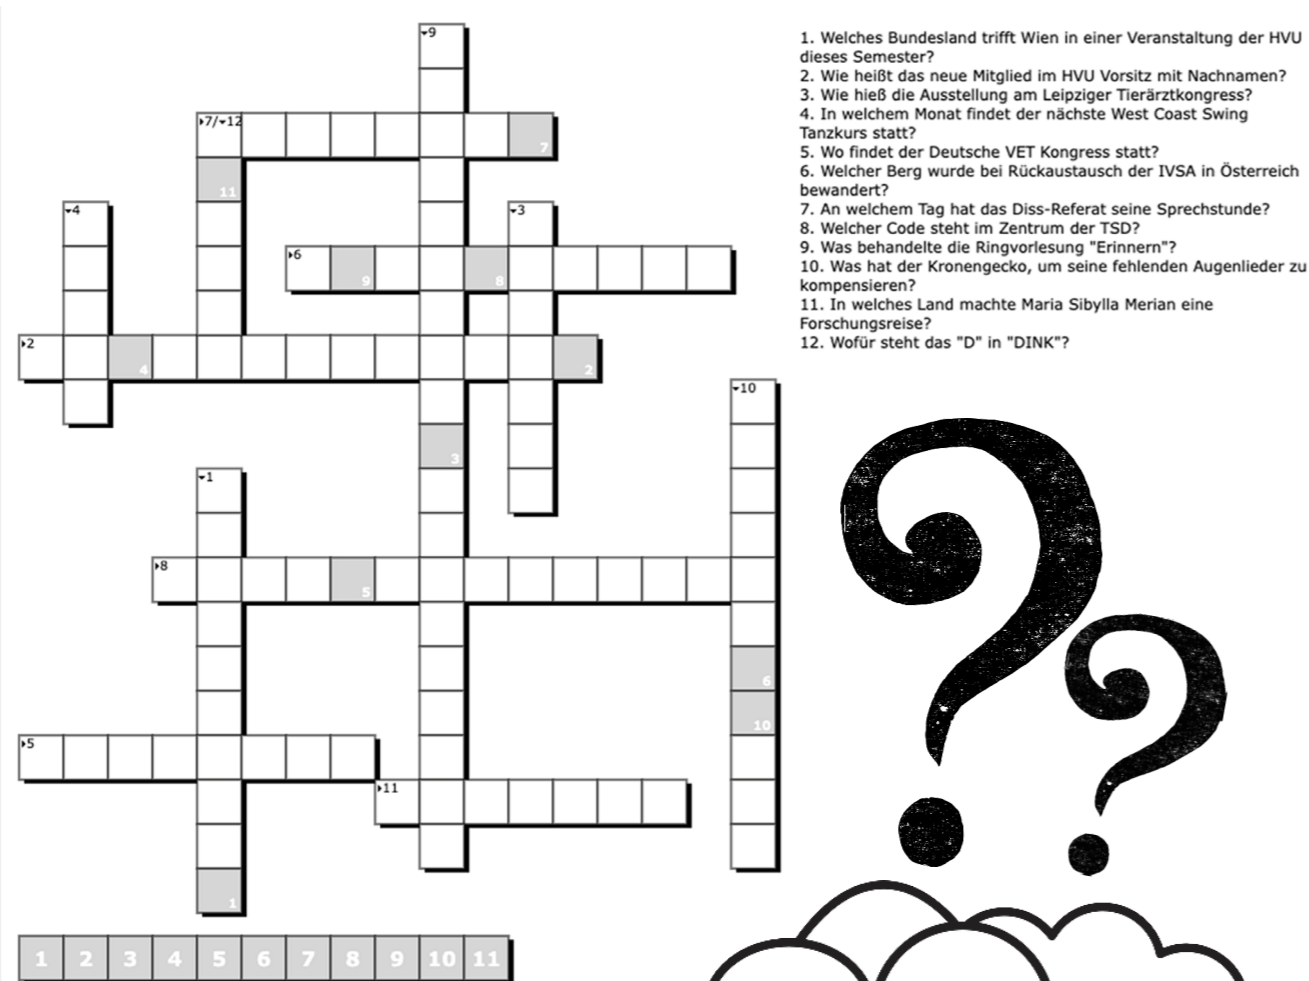 9
7/12
7
11
4
3
6
9
8
2
4
2
10
3
1
8
5
6
10
5
11
1
1 2 3 4 5 6 7 8 9 10 11
1. Welches Bundesland trifft Wien in einer Veranstaltung der HVU
dieses Semester?
2. Wie heißt das neue Mitglied im HVU Vorsitz mit Nachnamen?
3. Wie hieß die Ausstellung am Leipziger Tierärztkongress?
4. In welchem Monat findet der nächste West Coast Swing
Tanzkurs statt?
5. Wo findet der Deutsche VET Kongress statt?
6. Welcher Berg wurde bei Rückaustausch der IVSA in Österreich
bewandert?
7. An welchem Tag hat das Diss-Referat seine Sprechstunde?
8. Welcher Code steht im Zentrum der TSD?
9. Was behandelte die Ringvorlesung "Erinnern"?
10. Was hat der Kronengecko, um seine fehlenden Augenlieder zu
kompensieren?
11. In welches Land machte Maria Sibylla Merian eine
Forschungsreise?
12. Wofür steht das "D" in "DINK"?